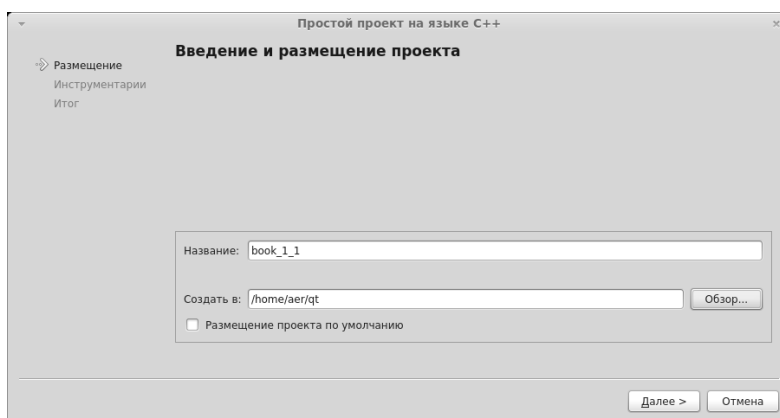 Простой проект на языке C++
Введение и размещение проекта
Размещение
Инструментарии
Итог
Название: book_1_1
Создать в: /home/aer/qt Обзор...
Размещение проекта по умолчанию
Далее > Отмена